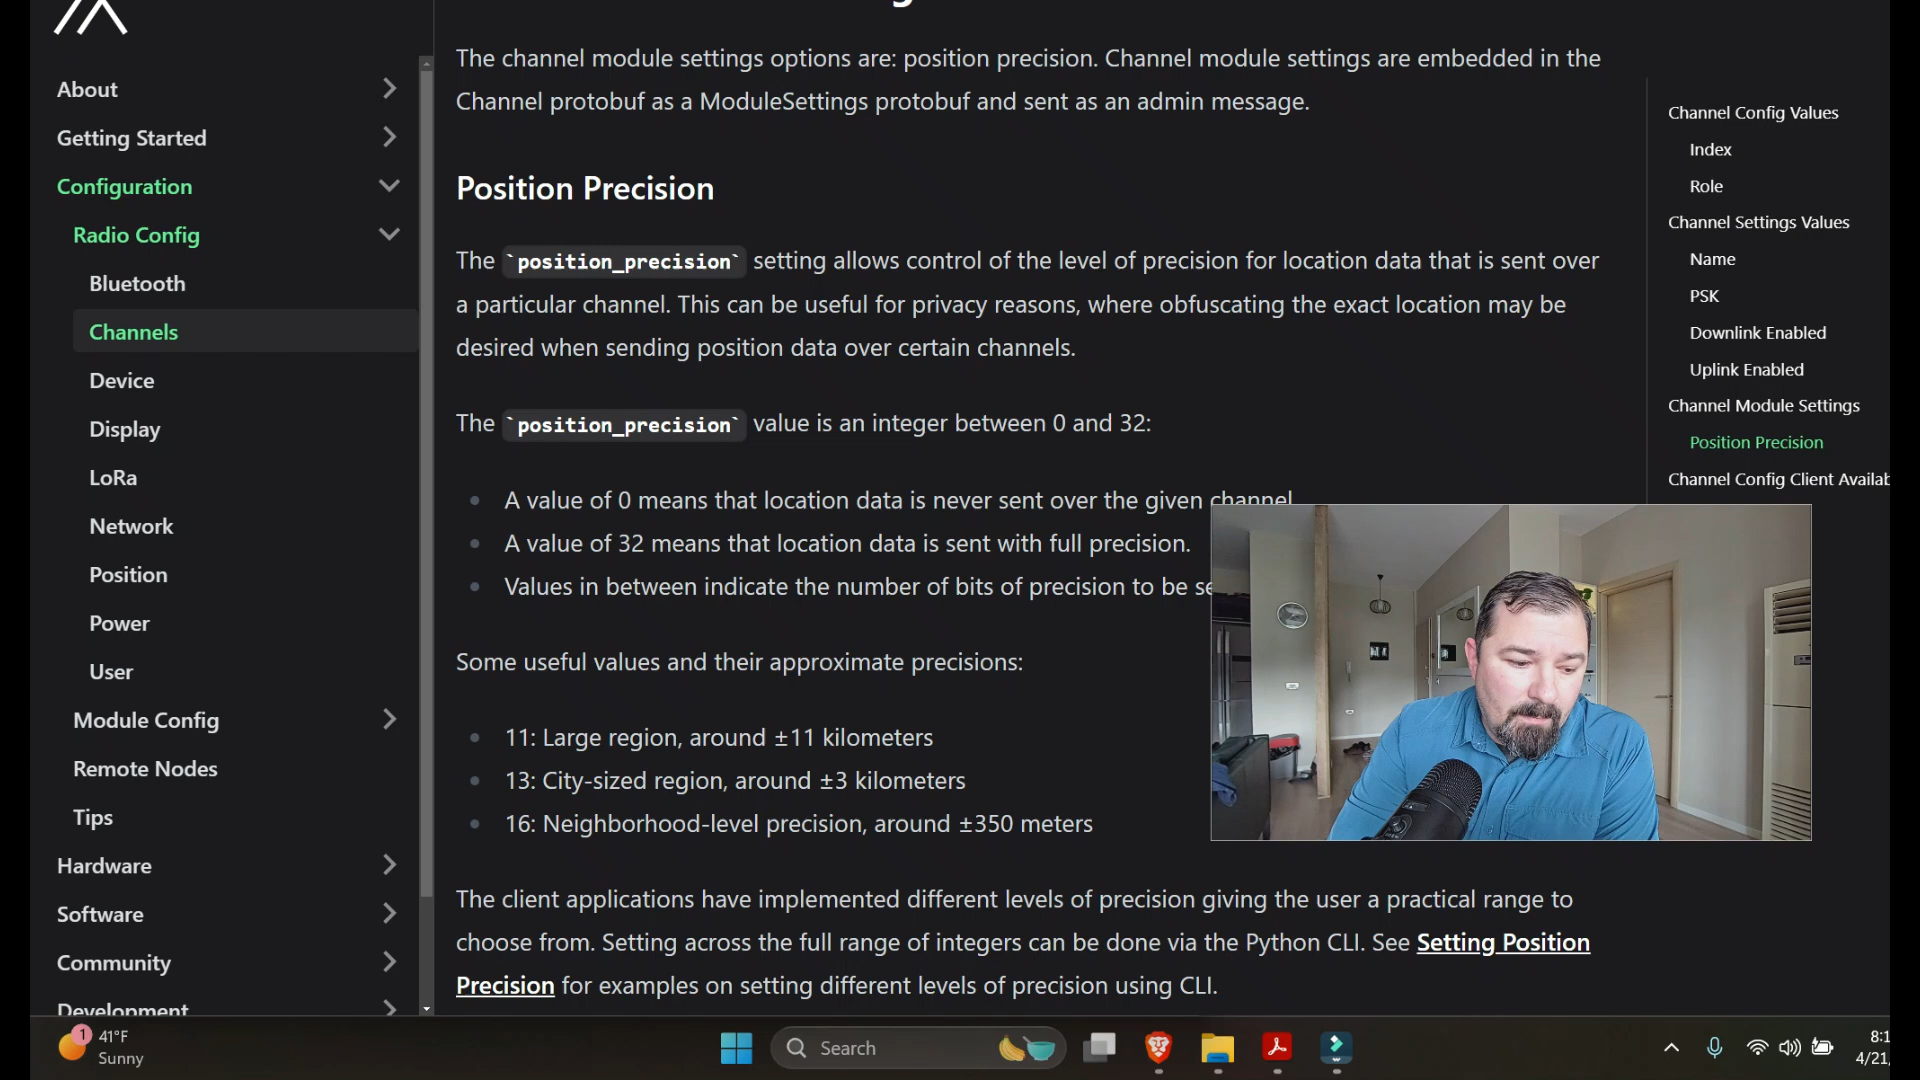 The channel module settings options are: position precision. Channel module settings are embedded in the
Channel protobuf as a ModuleSettings protobuf and sent as an admin message.
Position Precision
The `position_precision` setting allows control of the level of precision for location data that is sent over
a particular channel. This can be useful for privacy reasons, where obfuscating the exact location may be
desired when sending position data over certain channels.
The `position_precision` value is an integer between 0 and 32:
A value of 0 means that location data is never sent over the given channel
A value of 32 means that location data is sent with full precision.
Values in between indicate the number of bits of precision to be se
Some useful values and their approximate precisions:
11: Large region, around ±11 kilometers
13: City-sized region, around ±3 kilometers
16: Neighborhood-level precision, around ±350 meters
The client applications have implemented different levels of precision giving the user a practical range to
choose from. Setting across the full range of integers can be done via the Python CLI. See Setting Position
Precision for examples on setting different levels of precision using CLI.
About
Getting Started
Configuration
Radio Config
Bluetooth
Channels
Device
Display
LoRa
Network
Position
Power
User
Module Config
Remote Nodes
Tips
Hardware
Software
Community
Development
Channel Config Values
Index
Role
Channel Settings Values
Name
PSK
Downlink Enabled
Uplink Enabled
Channel Module Settings
Position Precision
Channel Config Client Availab
1
41°F
Sunny
Search
8:1
4/21,